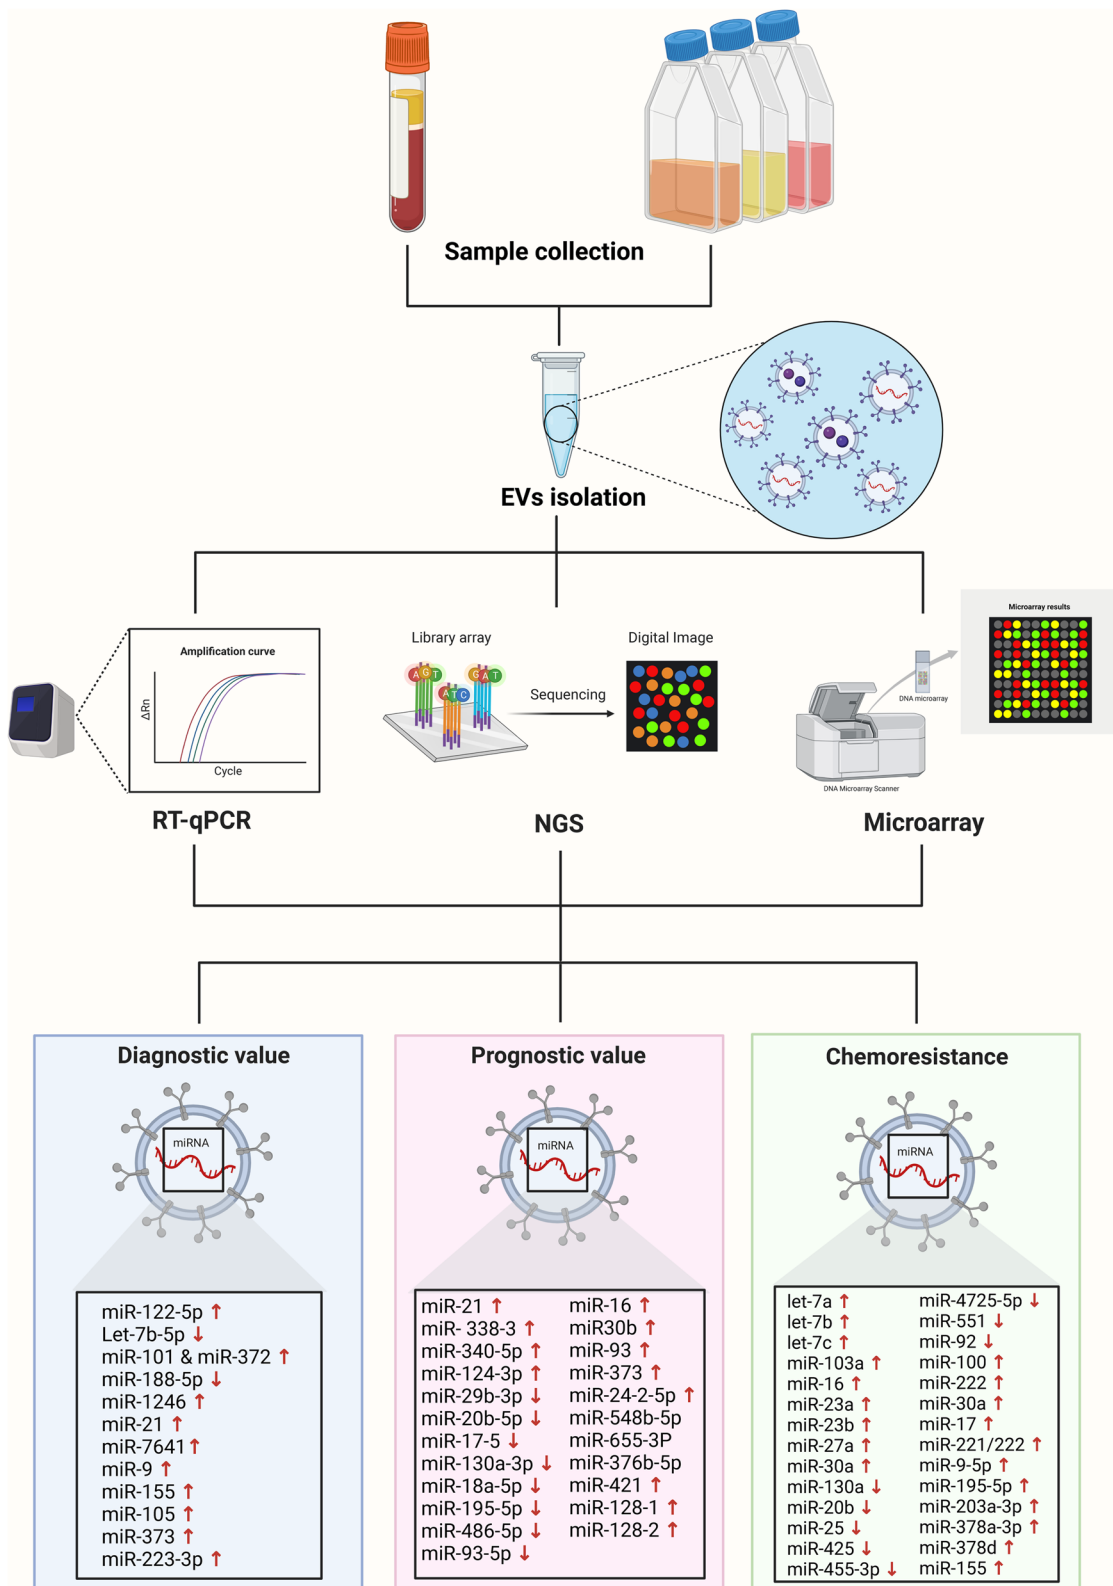 Sample collection
EVs isolation
Amplification curve
ΔRn
Cycle
RT-qPCR
Library array
A G T
A T C
G A T
Sequencing
Digital Image
NGS
Microarray results
DNA microarray
DNA Microarray Scanner
Microarray
Diagnostic value
miRNA
miR-122-5p ↑
Let-7b-5p ↓
miR-101 & miR-372 ↑
miR-188-5p ↓
miR-1246 ↑
miR-21 ↑
miR-7641 ↑
miR-9 ↑
miR-155 ↑
miR-105 ↑
miR-373 ↑
miR-223-3p ↑
Prognostic value
miRNA
miR-21 ↑
miR- 338-3 ↑
miR-340-5p ↑
miR-124-3p ↑
miR-29b-3p ↓
miR-20b-5p ↓
miR-17-5 ↓
miR-130a-3p ↓
miR-18a-5p ↓
miR-195-5p ↓
miR-486-5p ↓
miR-93-5p ↓
miR-16 ↑
miR30b ↑
miR-93 ↑
miR-373 ↑
miR-24-2-5p ↑
miR-548b-5p
miR-655-3P
miR-376b-5p
miR-421 ↑
miR-128-1 ↑
miR-128-2 ↑
Chemoresistance
miRNA
let-7a ↑
let-7b ↑
let-7c ↑
miR-103a ↑
miR-16 ↑
miR-23a ↑
miR-23b ↑
miR-27a ↑
miR-30a ↑
miR-130a ↓
miR-20b ↓
miR-25 ↓
miR-425 ↓
miR-455-3p ↓
miR-4725-5p ↓
miR-551 ↓
miR-92 ↓
miR-100 ↑
miR-222 ↑
miR-30a ↑
miR-17 ↑
miR-221/222 ↑
miR-9-5p ↑
miR-195-5p ↑
miR-203a-3p ↑
miR-378a-3p ↑
miR-378d ↑
miR-155 ↑